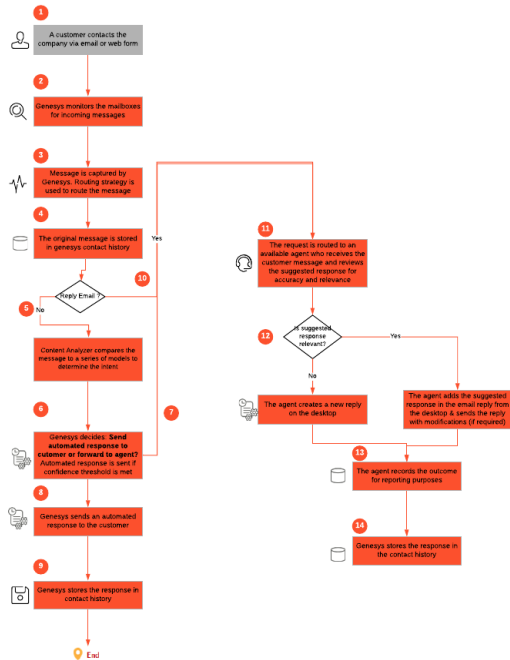 1
A customer contacts the
company via email or web form
2
Genesys monitors the mailboxes
for incoming messages
3
Message is captured by
Genesys. Routing strategy is
used to route the message
4
The original message is stored
in genesys contact history
Yes
10
Reply Email ?
5
No
Content Analyzer compares the
message to a series of models to
determine the intent
6
7
Genesys decides: Send
automated response to
cutomer or forward to agent?
Automated response is sent if
confidence threshold is met
8
Genesys sends an automated
response to the customer
9
Genesys stores the response in
contact history
End
11
The request is routed to an
available agent who receives the
customer message and reviews
the suggested response for
accuracy and relevance
12
Is suggested
response
relevant?
Yes
No
The agent creates a new reply
on the desktop
The agent adds the suggested
response in the email reply from
the desktop & sends the reply
with modifications (if required)
13
The agent records the outcome
for reporting purposes
14
Genesys stores the response in
the contact history